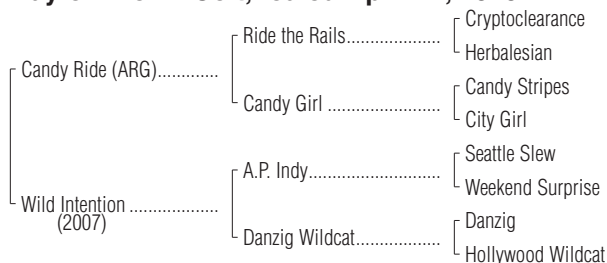 Cryptoclearance
Ride the Rails
Herbalesian
Candy Ride (ARG)
Candy Stripes
Candy Girl
City Girl
Seattle Slew
A.P. Indy
Weekend Surprise
Wild Intention
(2007)
Danzig
Danzig Wildcat
Hollywood Wildcat